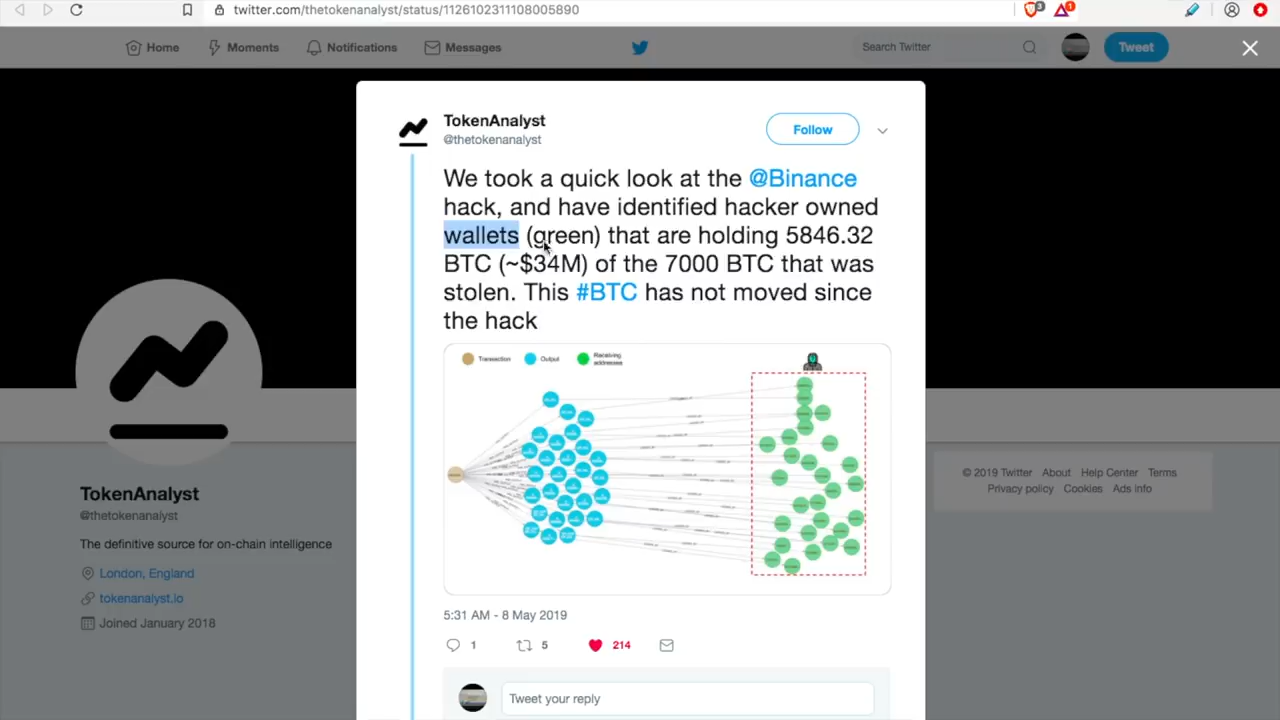 twitter.com/thetokenanalyst/status/1126102311108005890
3
1
Home
Moments
Notifications
Messages
Search Twitter
Tweet
TokenAnalyst
@thetokenanalyst
Follow
We took a quick look at the @Binance
hack, and have identified hacker owned
wallets (green) that are holding 5846.32
BTC (~$34M) of the 7000 BTC that was
stolen. This #BTC has not moved since
the hack
Transaction
Output
Receiving
addresses
5:31 AM - 8 May 2019
1
5
214
Tweet your reply
TokenAnalyst
@thetokenanalyst
The definitive source for on-chain intelligence
London, England
tokenanalyst.io
Joined January 2018
© 2019 Twitter About Help Center Terms
Privacy policy Cookies Ads info